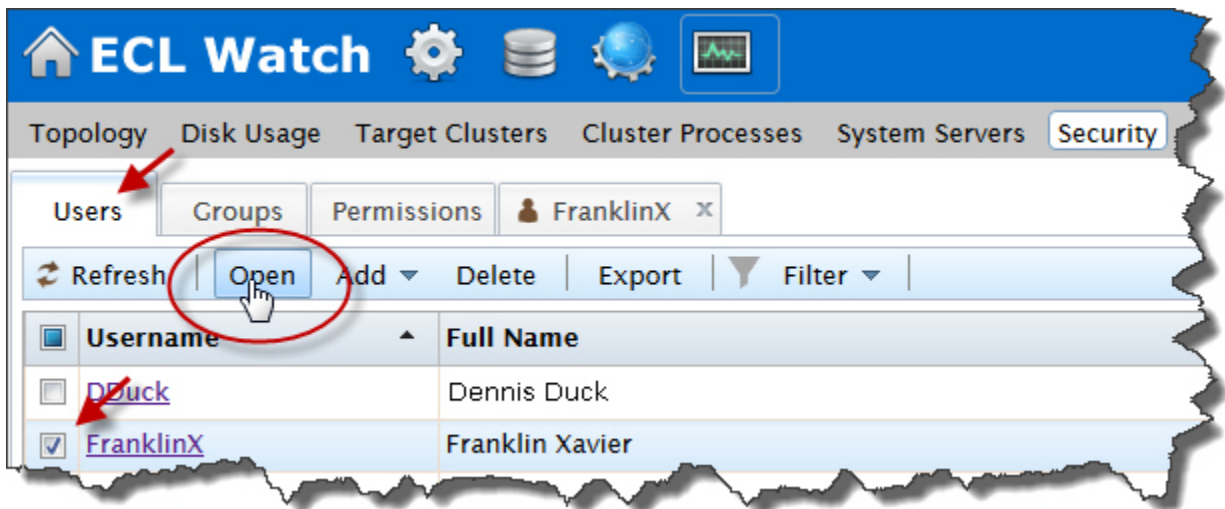 ECL Watch
Topology Disk Usage Target Clusters Cluster Processes System Servers Security
Users Groups Permissions FranklinX x
Refresh Open Add Delete Export Filter
Username Full Name
DDuck Dennis Duck
FranklinX Franklin Xavier